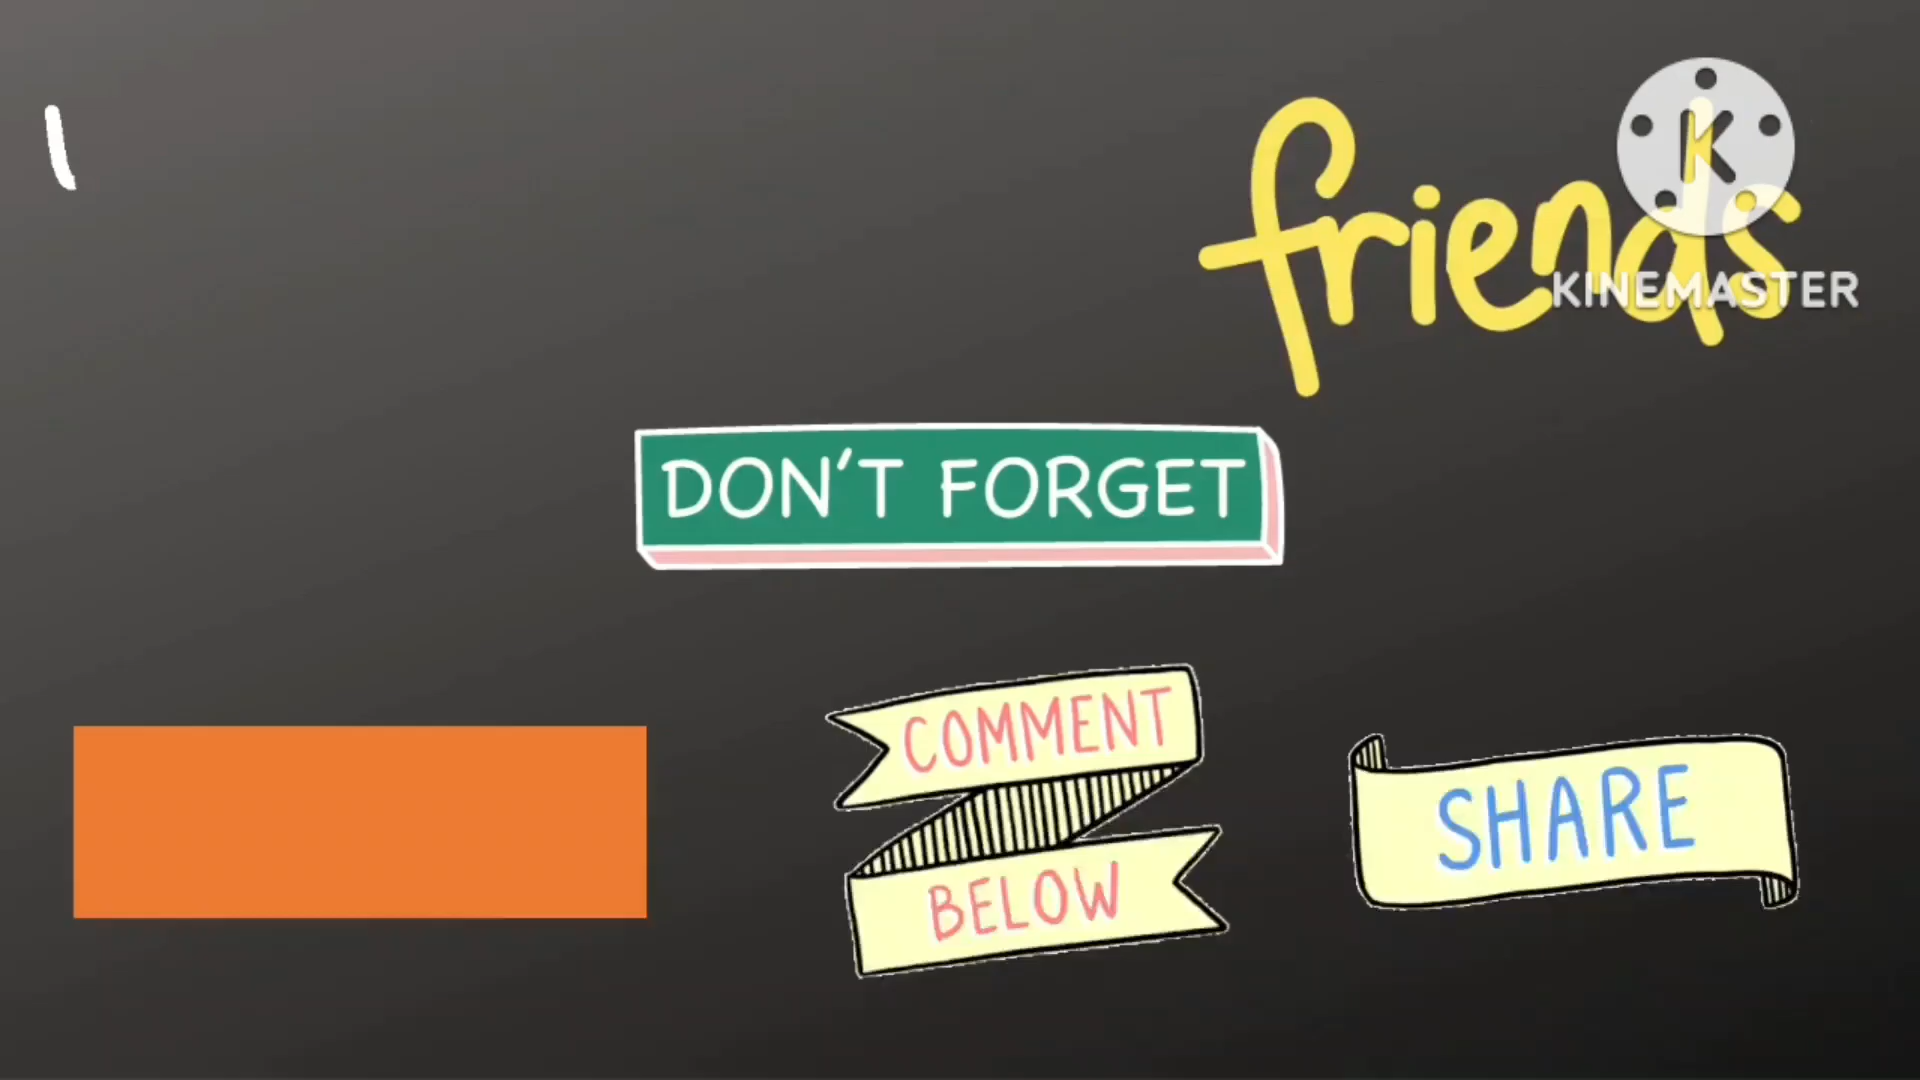 friends
K
KINEMASTER
DON'T FORGET
COMMENT
BELOW
SHARE